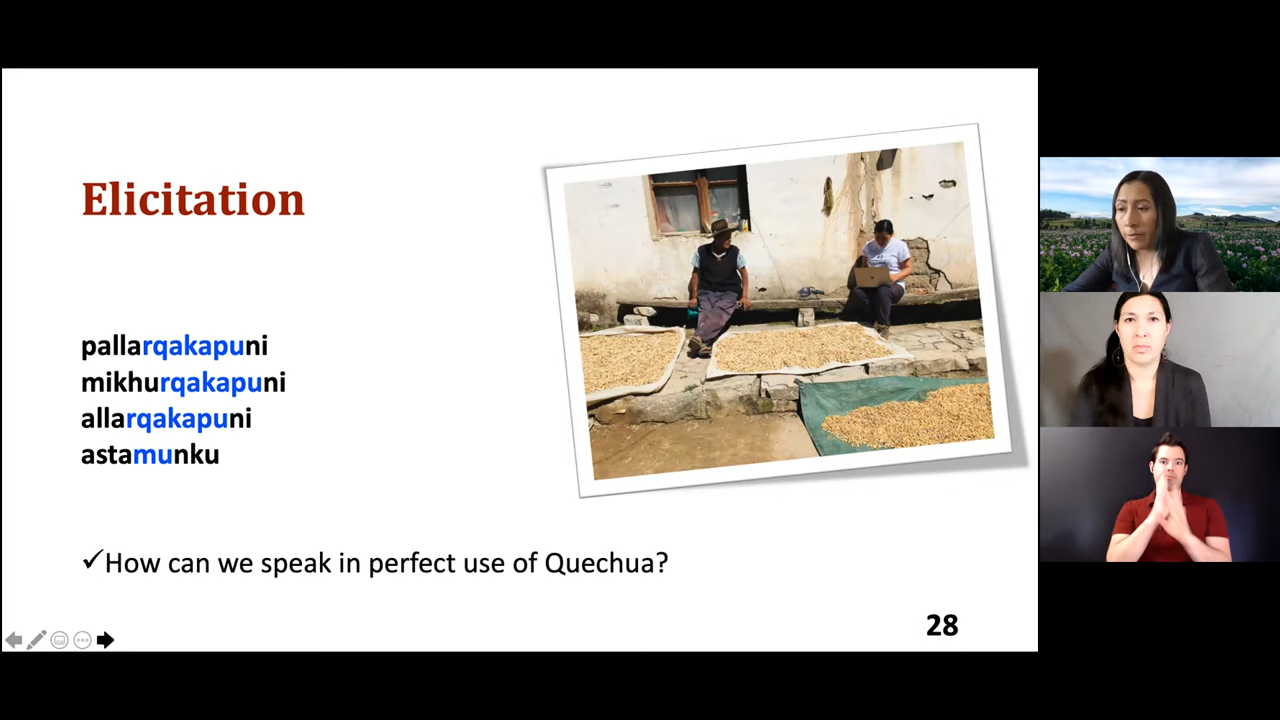 Elicitation
pallarqakapuni
mikhurqakapuni
allarqakapuni
astamunku
✓How can we speak in perfect use of Quechua?
28